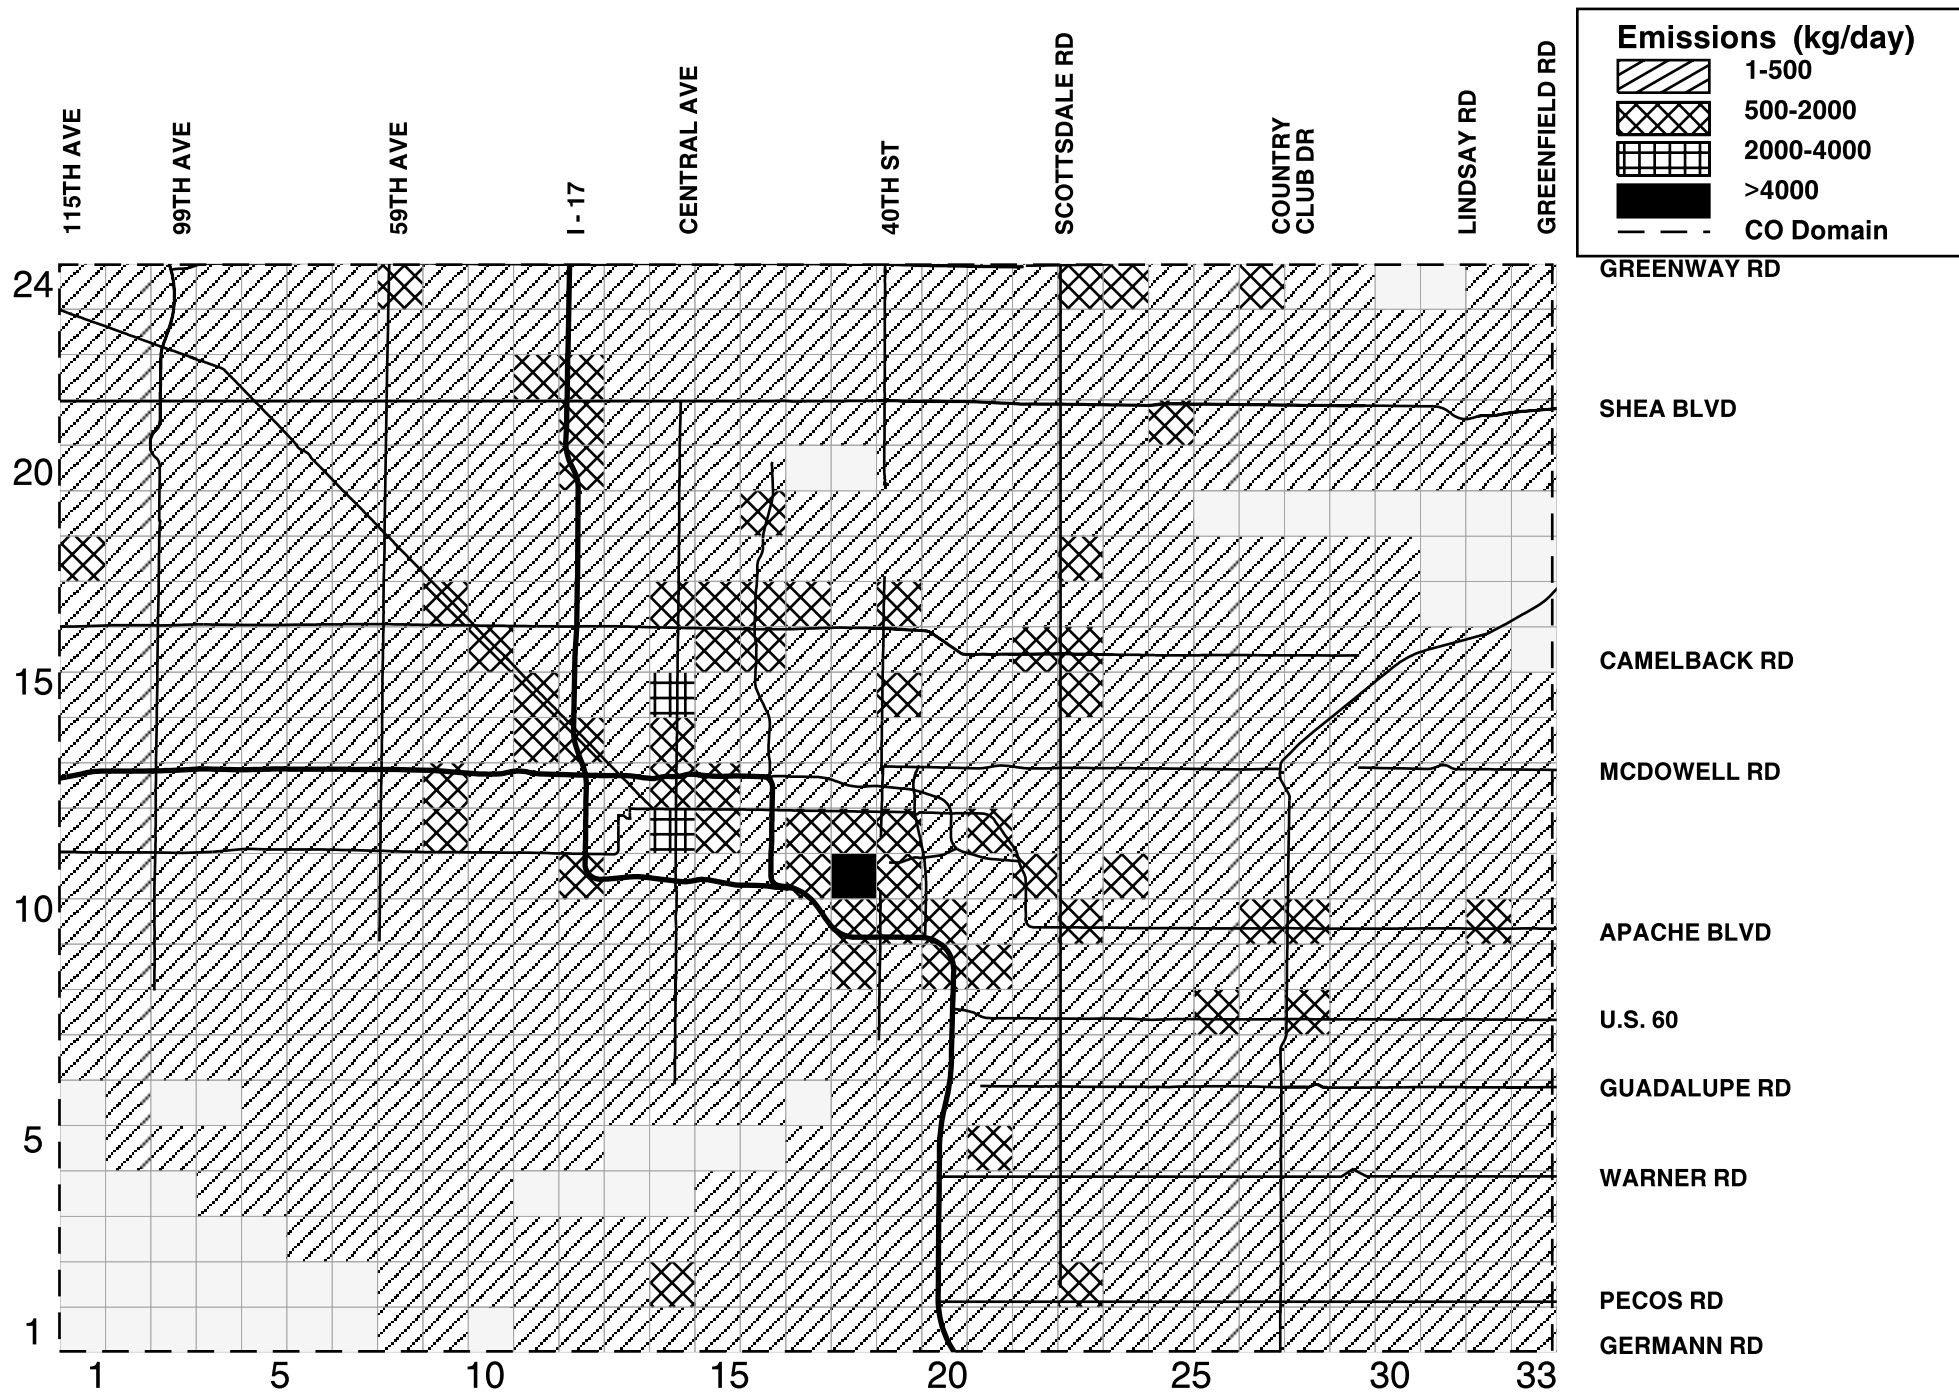 Emissions (kg/day)
1-500
500-2000
2000-4000
>4000
CO Domain
115TH AVE
99TH AVE
59TH AVE
I - 17
CENTRAL AVE
40TH ST
SCOTTSDALE RD
COUNTRY
CLUB DR
LINDSAY RD
GREENFIELD RD
24
20
15
10
5
1
GREENWAY RD
SHEA BLVD
CAMELBACK RD
MCDOWELL RD
APACHE BLVD
U.S. 60
GUADALUPE RD
WARNER RD
PECOS RD
GERMANN RD
1 5 10 15 20 25 30 33